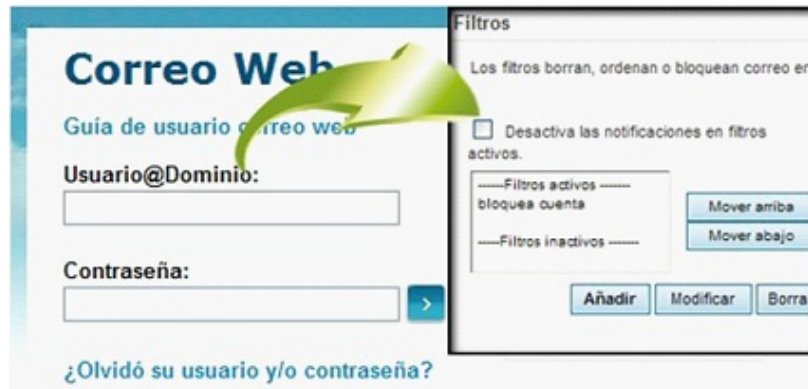 Correo Web
Guía de usuario correo web
Usuario@Dominio:
Contraseña:
>
¿Olvidó su usuario y/o contraseña?
Filtros
Los filtros borran, ordenan o bloquean correo en
Desactiva las notificaciones en filtros
activos.
------Filtros activos -------
bloquea cuenta
-----Filtros inactivos -------
Mover arriba
Mover abajo
Añadir
Modificar
Borra